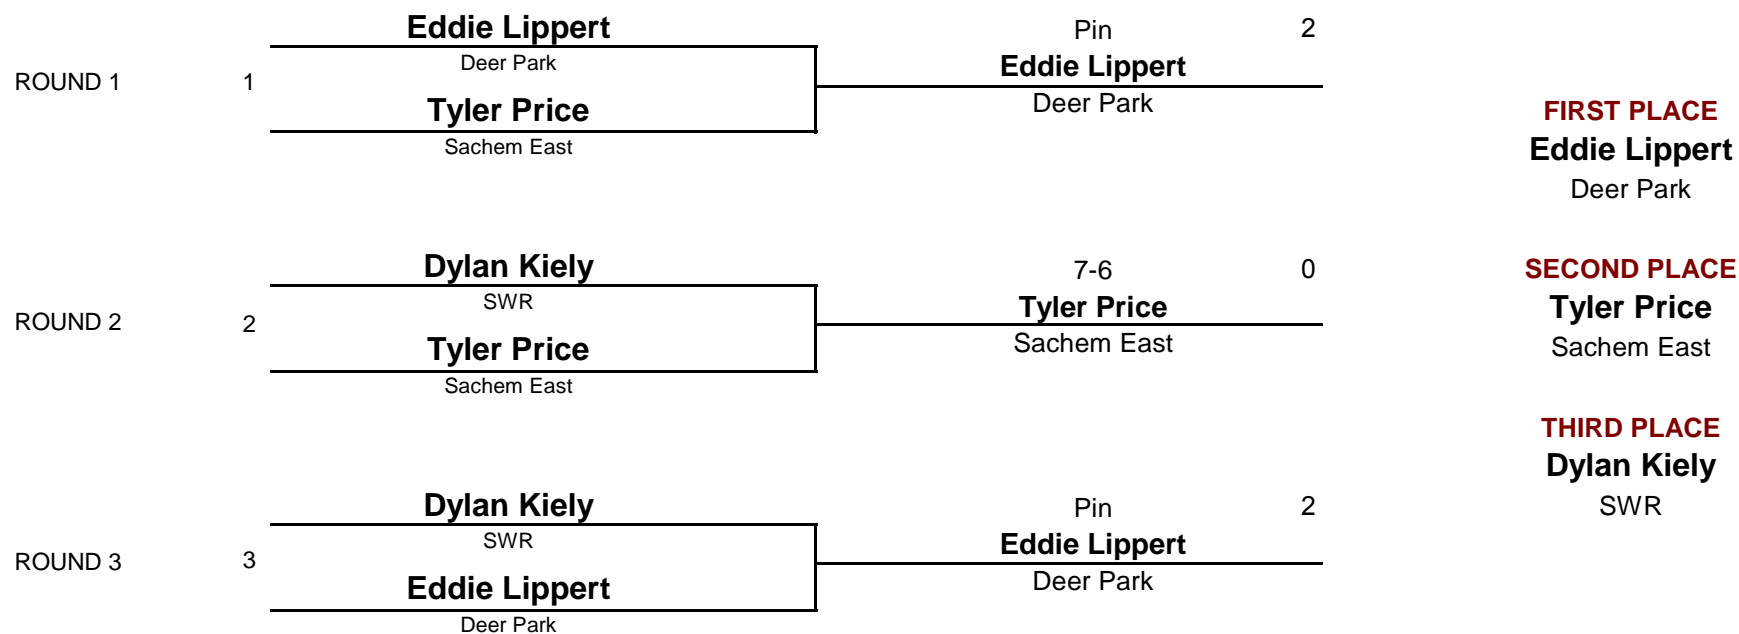 ROUND 1
1
Eddie Lippert
Deer Park
Tyler Price
Sachem East
Pin 2
Eddie Lippert
Deer Park
ROUND 2
2
Dylan Kiely
SWR
Tyler Price
Sachem East
7-6 0
Tyler Price
Sachem East
ROUND 3
3
Dylan Kiely
SWR
Eddie Lippert
Deer Park
Pin 2
Eddie Lippert
Deer Park
FIRST PLACE
Eddie Lippert
Deer Park
SECOND PLACE
Tyler Price
Sachem East
THIRD PLACE
Dylan Kiely
SWR